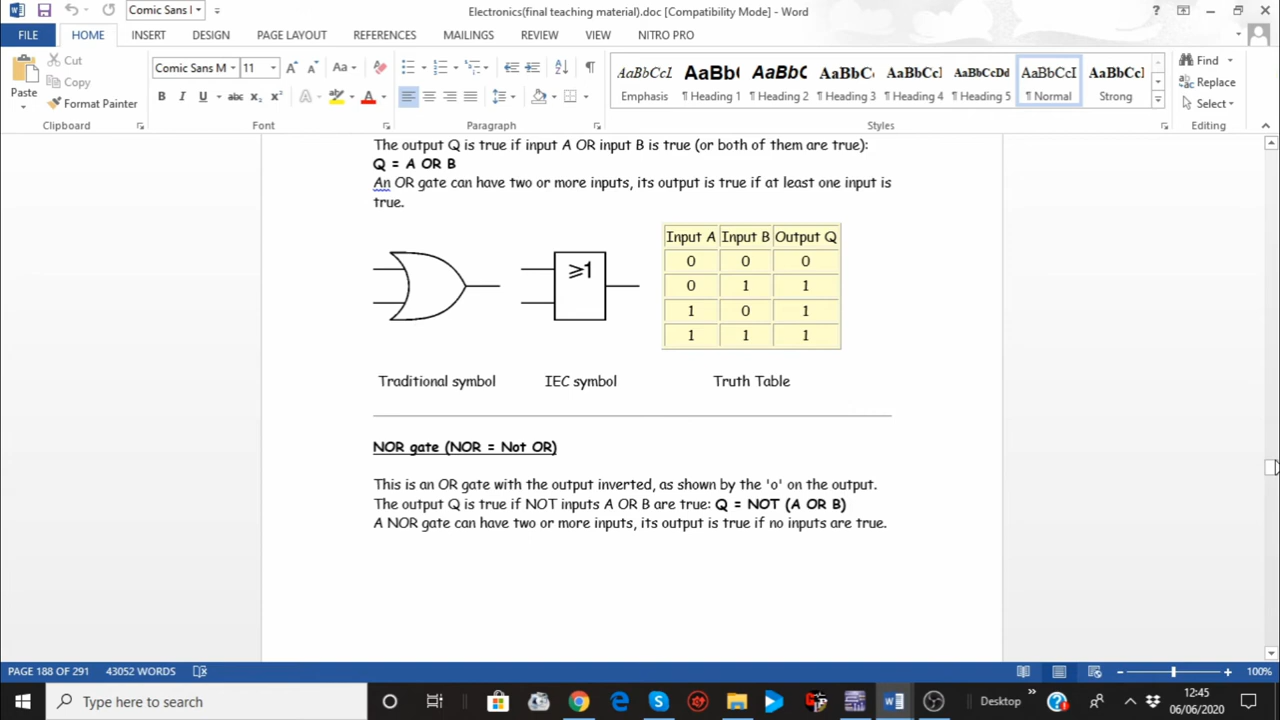 Comic Sans I
Electronics(final teaching material).doc [Compatibility Mode] - Word
FILE HOME INSERT DESIGN PAGE LAYOUT REFERENCES MAILINGS REVIEW VIEW NITRO PRO
Paste
Cut
Copy
Format Painter
Comic Sans M 11
AaBbCcI AaBb( AaBbC AaBbCc AaBbCcI AaBbCcDd AaBbCcI AaBbCcI
Emphasis ¶ Heading 1 ¶ Heading 2 ¶ Heading 3 ¶ Heading 4 ¶ Heading 5 ¶ Normal Strong
Find
Replace
Select
Clipboard Font Paragraph Styles Editing
The output Q is true if input A OR input B is true (or both of them are true):
Q = A OR B
An OR gate can have two or more inputs, its output is true if at least one input is
true.
Input A Input B Output Q
0 0 0
0 1 1
1 0 1
1 1 1
≥1
Traditional symbol IEC symbol Truth Table
NOR gate (NOR = Not OR)
This is an OR gate with the output inverted, as shown by the 'o' on the output.
The output Q is true if NOT inputs A OR B are true: Q = NOT (A OR B)
A NOR gate can have two or more inputs, its output is true if no inputs are true.
PAGE 188 OF 291 43052 WORDS 100%
Type here to search
Desktop
12:45
06/06/2020